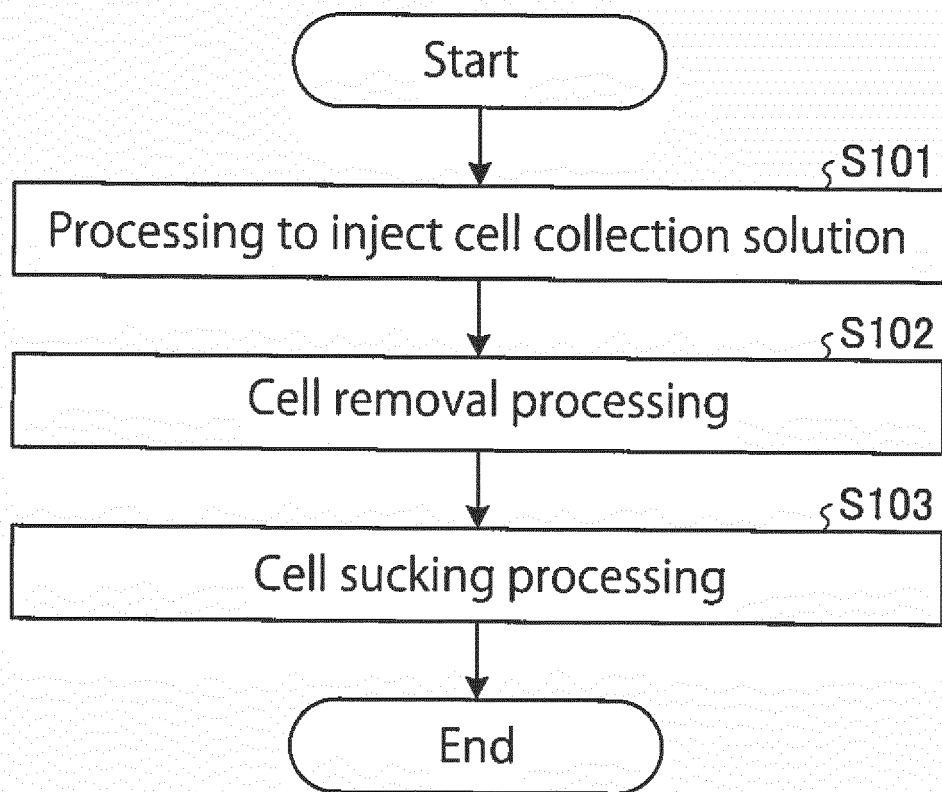 Start
S101
Processing to inject cell collection solution
S102
Cell removal processing
S103
Cell sucking processing
End